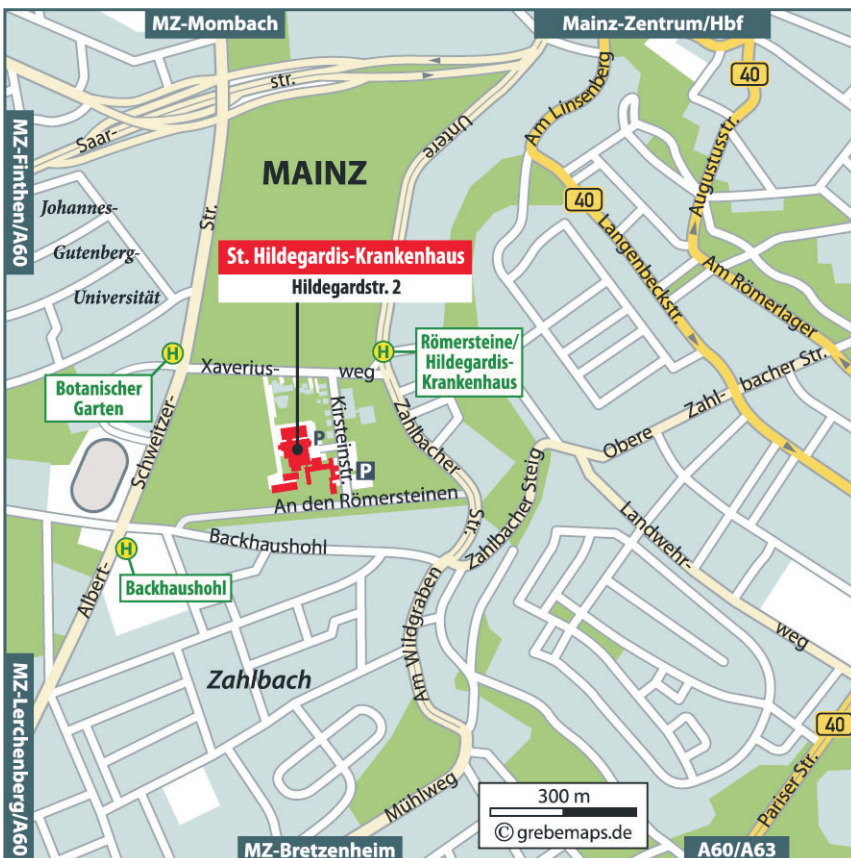 MZ-Mombach
Mainz-Zentrum/Hbf
40
Saar-
str.
Untere
Am Linsenberg
MZ-Finthen/A60
MAINZ
40
Augustusstr.
Johannes-
Gutenberg-
Universität
Str.
Langenbeckstr.
St. Hildegardis-Krankenhaus
Hildegardstr. 2
Am Römerlager
H
Botanischer
Garten
Xaverius-
weg
H
Römersteine/
Hildegardis-
Krankenhaus
Obere
Zahl-
bacher Str.
Schweitzer-
Kirsteinstr.
P
P
Zahlbacher
Str.
An den Römersteinen
Zahlbacher Steig
Landwehr-
weg
Backhaushohl
H
Backhaushohl
Albert-
Am Wildgraben
Zahlbach
MZ-Lerchenberg/A60
40
Pariser Str.
Mühlweg
300 m
© grebemaps.de
MZ-Bretzenheim
A60/A63